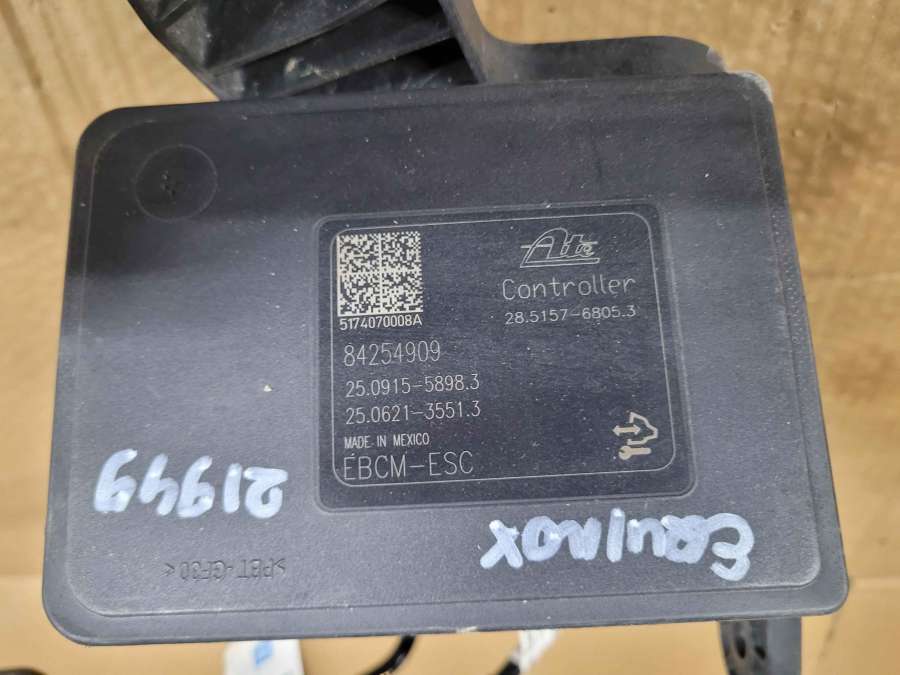 Ate
Controller
28.5157-6805.3
5174070008A
84254909
25.0915-5898.3
25.0621-3551.3
MADE IN MEXICO
EBCM-ESC
21949
EQUINOX
>PBT-GF30<